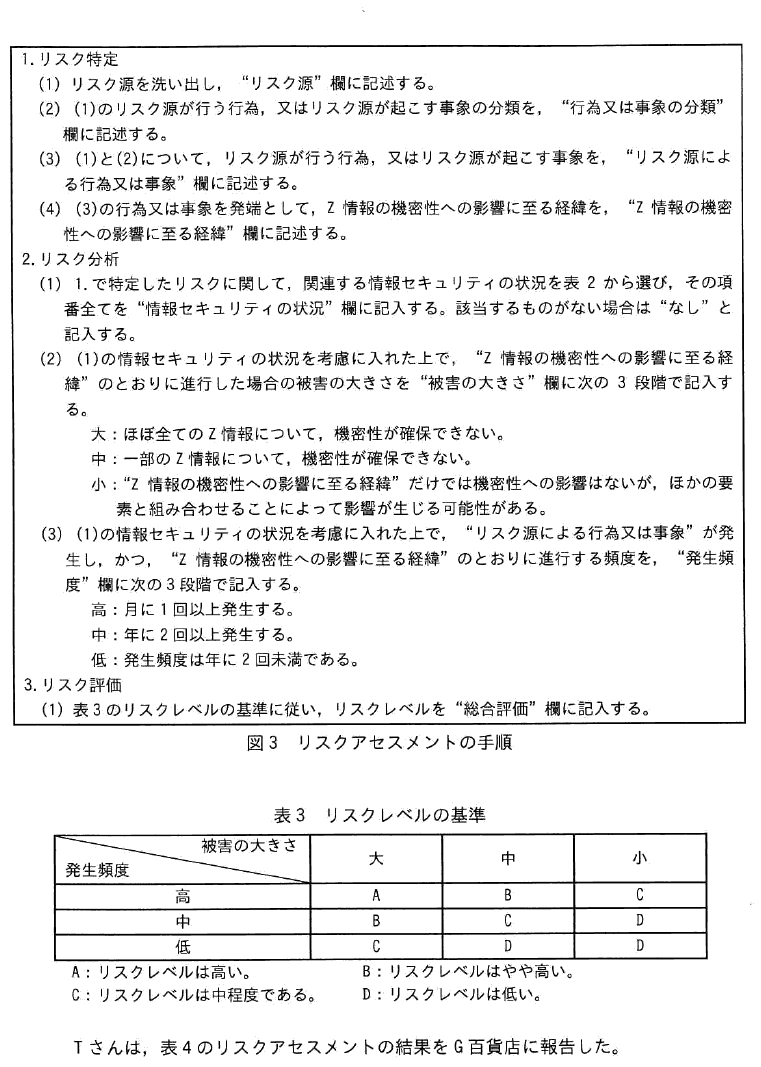 1.リスク特定
(1) リスク源を洗い出し，“リスク源”欄に記述する。
(2) (1)のリスク源が行う行為，又はリスク源が起こす事象の分類を，“行為又は事象の分類”
欄に記述する。
(3) (1)と(2)について，リスク源が行う行為，又はリスク源が起こす事象を，“リスク源によ
る行為又は事象”欄に記述する。
(4) (3)の行為又は事象を発端として，Z 情報の機密性への影響に至る経緯を，“Z 情報の機密
性への影響に至る経緯”欄に記述する。
2.リスク分析
(1) 1.で特定したリスクに関して，関連する情報セキュリティの状況を表 2 から選び，その項
番全てを“情報セキュリティの状況”欄に記入する。該当するものがない場合は“なし”と
記入する。
(2) (1)の情報セキュリティの状況を考慮に入れた上で，“Z 情報の機密性への影響に至る経
緯”のとおりに進行した場合の被害の大きさを“被害の大きさ”欄に次の 3 段階で記入す
る。
大：ほぼ全ての Z 情報について，機密性が確保できない。
中：一部の Z 情報について，機密性が確保できない。
小：“Z 情報の機密性への影響に至る経緯”だけでは機密性への影響はないが，ほかの要
素と組み合わせることによって影響が生じる可能性がある。
(3) (1)の情報セキュリティの状況を考慮に入れた上で，“リスク源による行為又は事象”が発
生し，かつ，“Z 情報の機密性への影響に至る経緯”のとおりに進行する頻度を，“発生頻
度”欄に次の 3 段階で記入する。
高：月に 1 回以上発生する。
中：年に 2 回以上発生する。
低：発生頻度は年に 2 回未満である。
3.リスク評価
(1) 表 3 のリスクレベルの基準に従い，リスクレベルを“総合評価”欄に記入する。
図3 リスクアセスメントの手順
表3 リスクレベルの基準
被害の大きさ
発生頻度 大 中 小
高 A B C
中 B C D
低 C D D
A：リスクレベルは高い。 B：リスクレベルはやや高い。
C：リスクレベルは中程度である。 D：リスクレベルは低い。
Tさんは，表4のリスクアセスメントの結果をG百貨店に報告した。